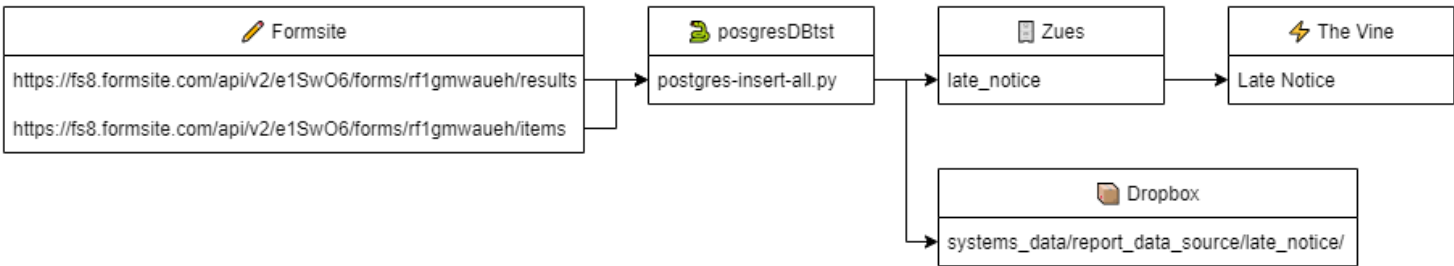 Formsite
https://fs8.formsite.com/api/v2/e1SwO6/forms/rf1gmwaueh/results
https://fs8.formsite.com/api/v2/e1SwO6/forms/rf1gmwaueh/items
posgresDBtst
postgres-insert-all.py
Zues
late_notice
The Vine
Late Notice
Dropbox
systems_data/report_data_source/late_notice/